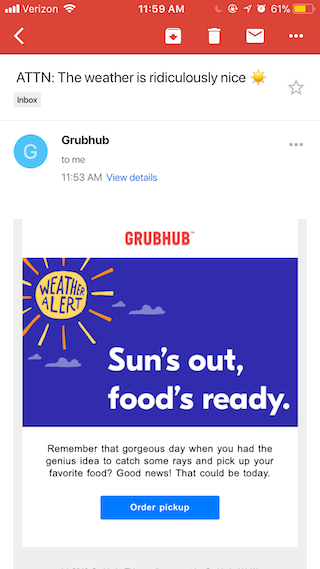 Verizon 11:59 AM 61%
ATTN: The weather is ridiculously nice ☀️
Inbox
G
Grubhub
to me
11:53 AM View details
GRUBHUB™
WEATHER
ALERT
Sun's out,
food's ready.
Remember that gorgeous day when you had the
genius idea to catch some rays and pick up your
favorite food? Good news! That could be today.
Order pickup